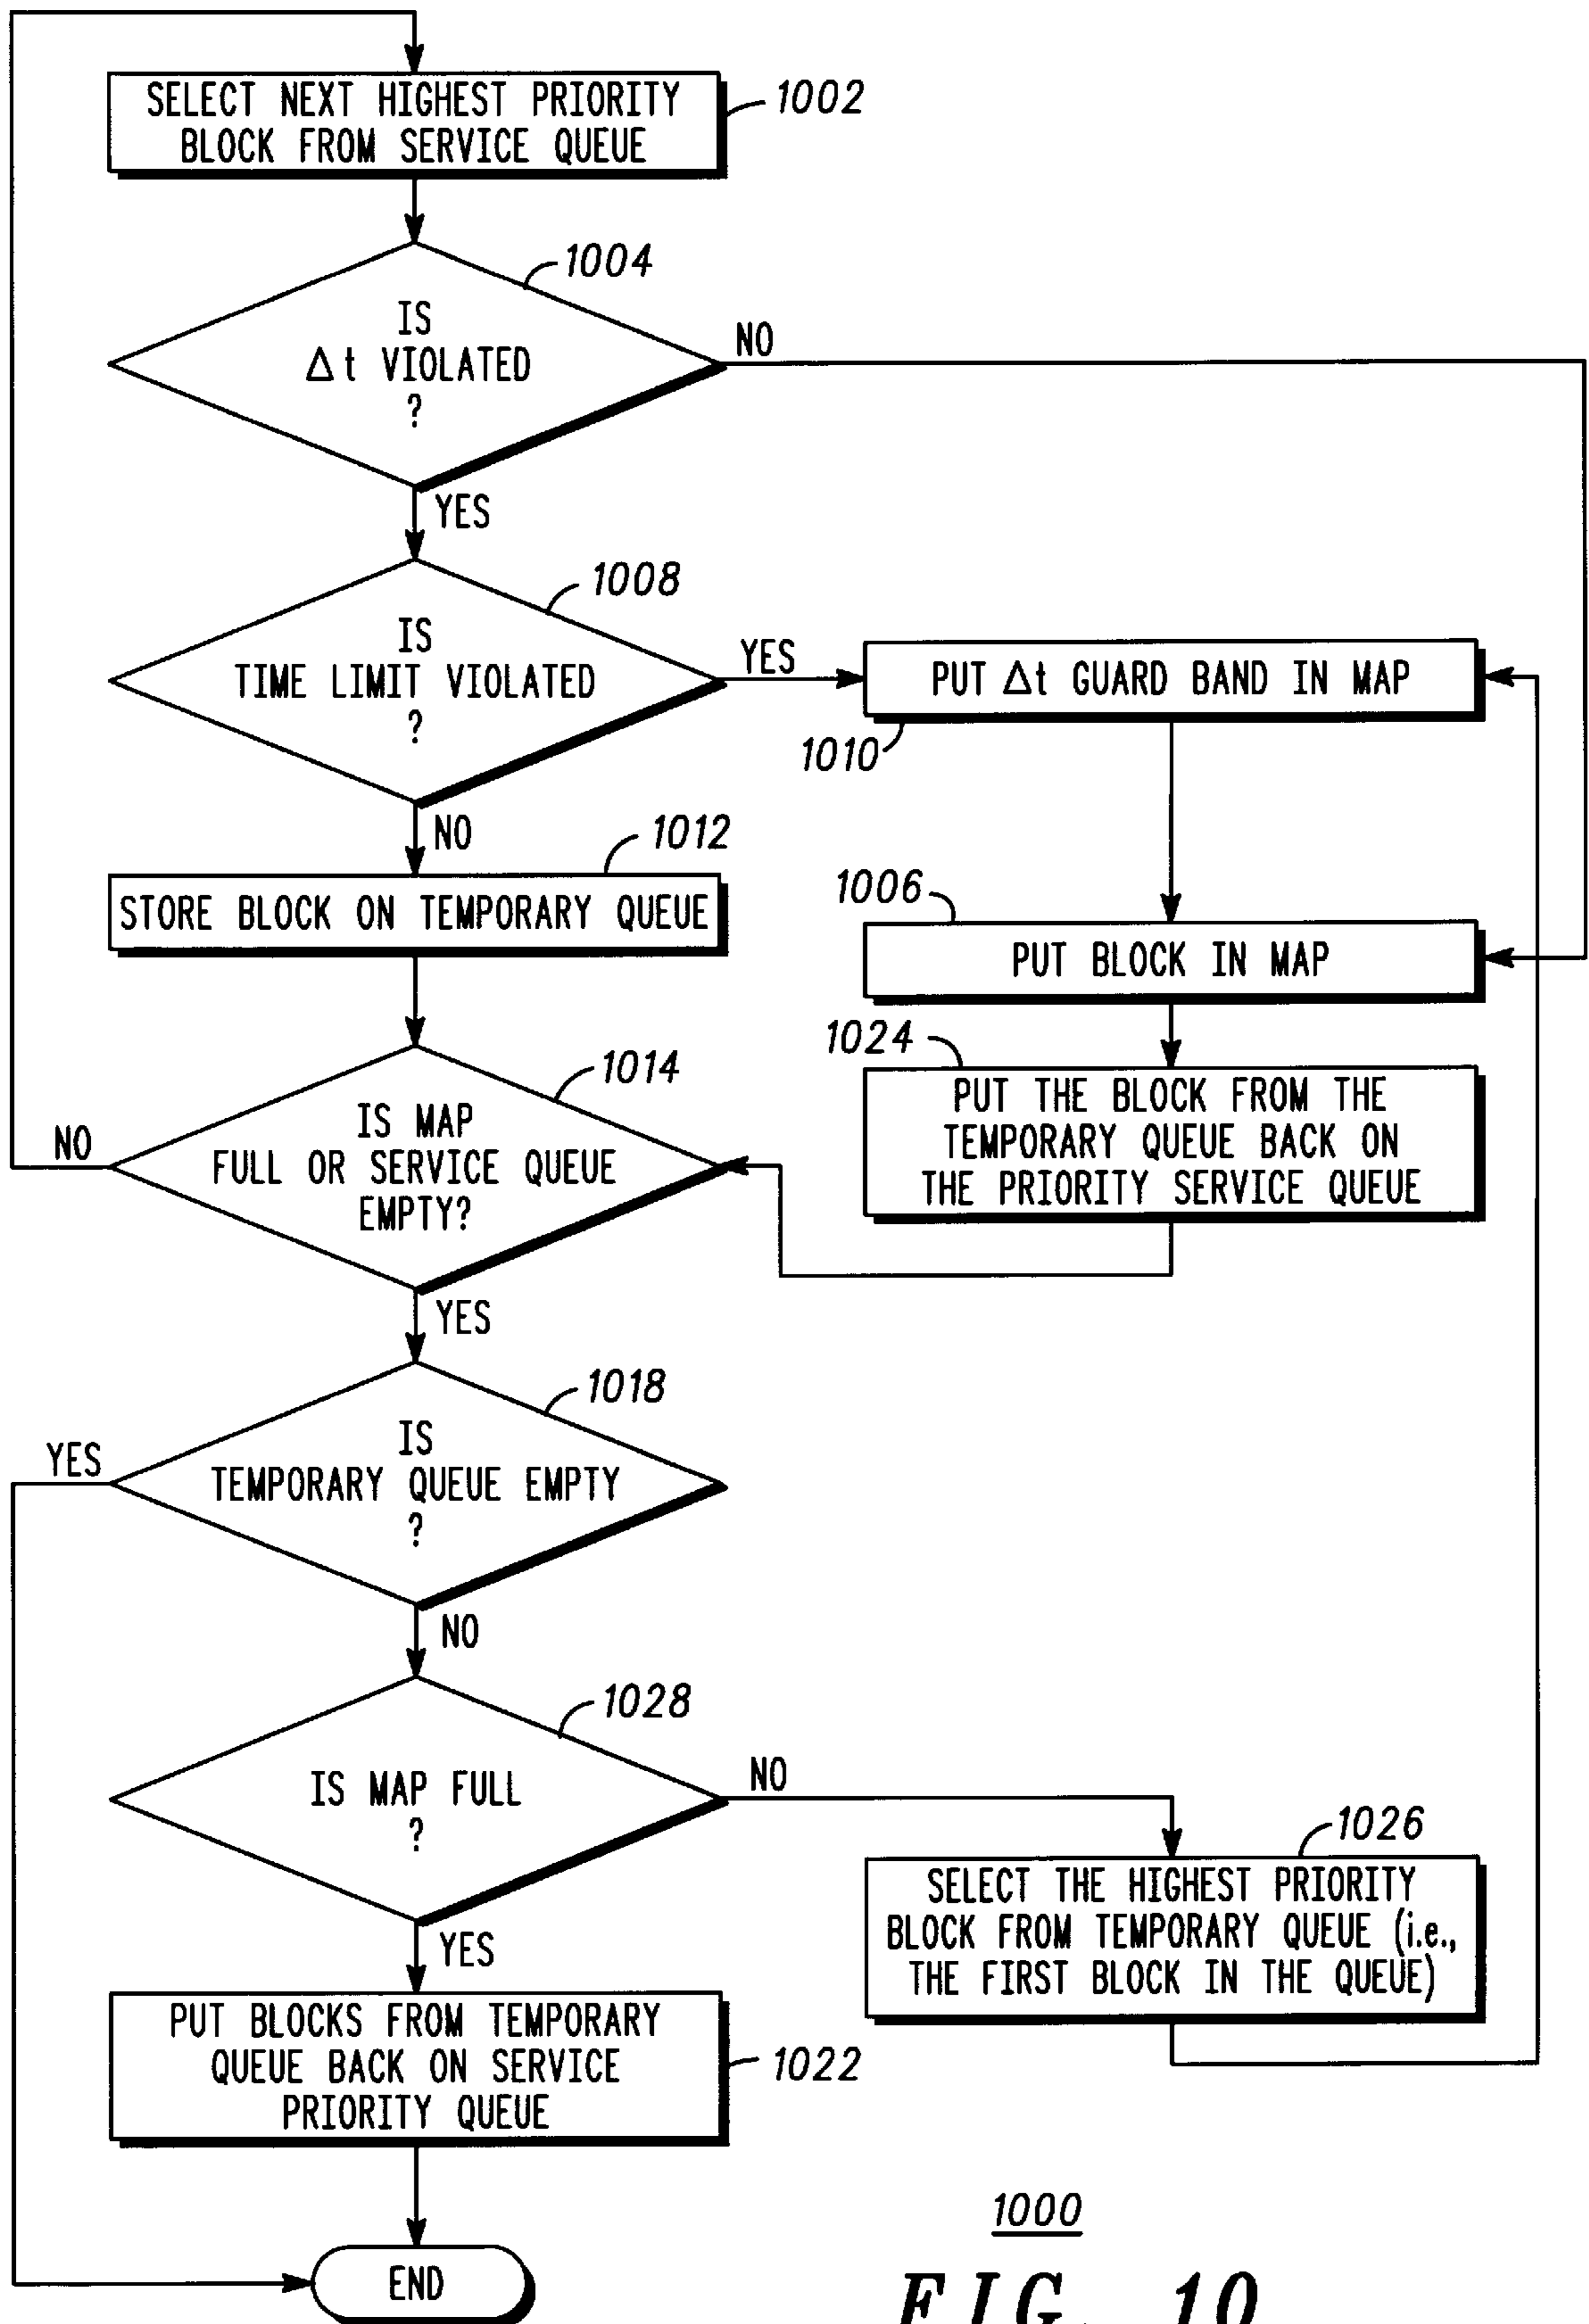 SELECT NEXT HIGHEST PRIORITY
BLOCK FROM SERVICE QUEUE
1002
1004
IS
Δt VIOLATED
?
NO
YES
1008
IS
TIME LIMIT VIOLATED
?
YES
PUT Δt GUARD BAND IN MAP
1010
NO
1012
STORE BLOCK ON TEMPORARY QUEUE
1006
PUT BLOCK IN MAP
1014
IS MAP
FULL OR SERVICE QUEUE
EMPTY?
NO
1024
PUT THE BLOCK FROM THE
TEMPORARY QUEUE BACK ON
THE PRIORITY SERVICE QUEUE
YES
1018
IS
TEMPORARY QUEUE EMPTY
?
YES
NO
1028
IS MAP FULL
?
NO
1026
SELECT THE HIGHEST PRIORITY
BLOCK FROM TEMPORARY QUEUE (i.e.,
THE FIRST BLOCK IN THE QUEUE)
YES
PUT BLOCKS FROM TEMPORARY
QUEUE BACK ON SERVICE
PRIORITY QUEUE
1022
END
1000
FIG. 10